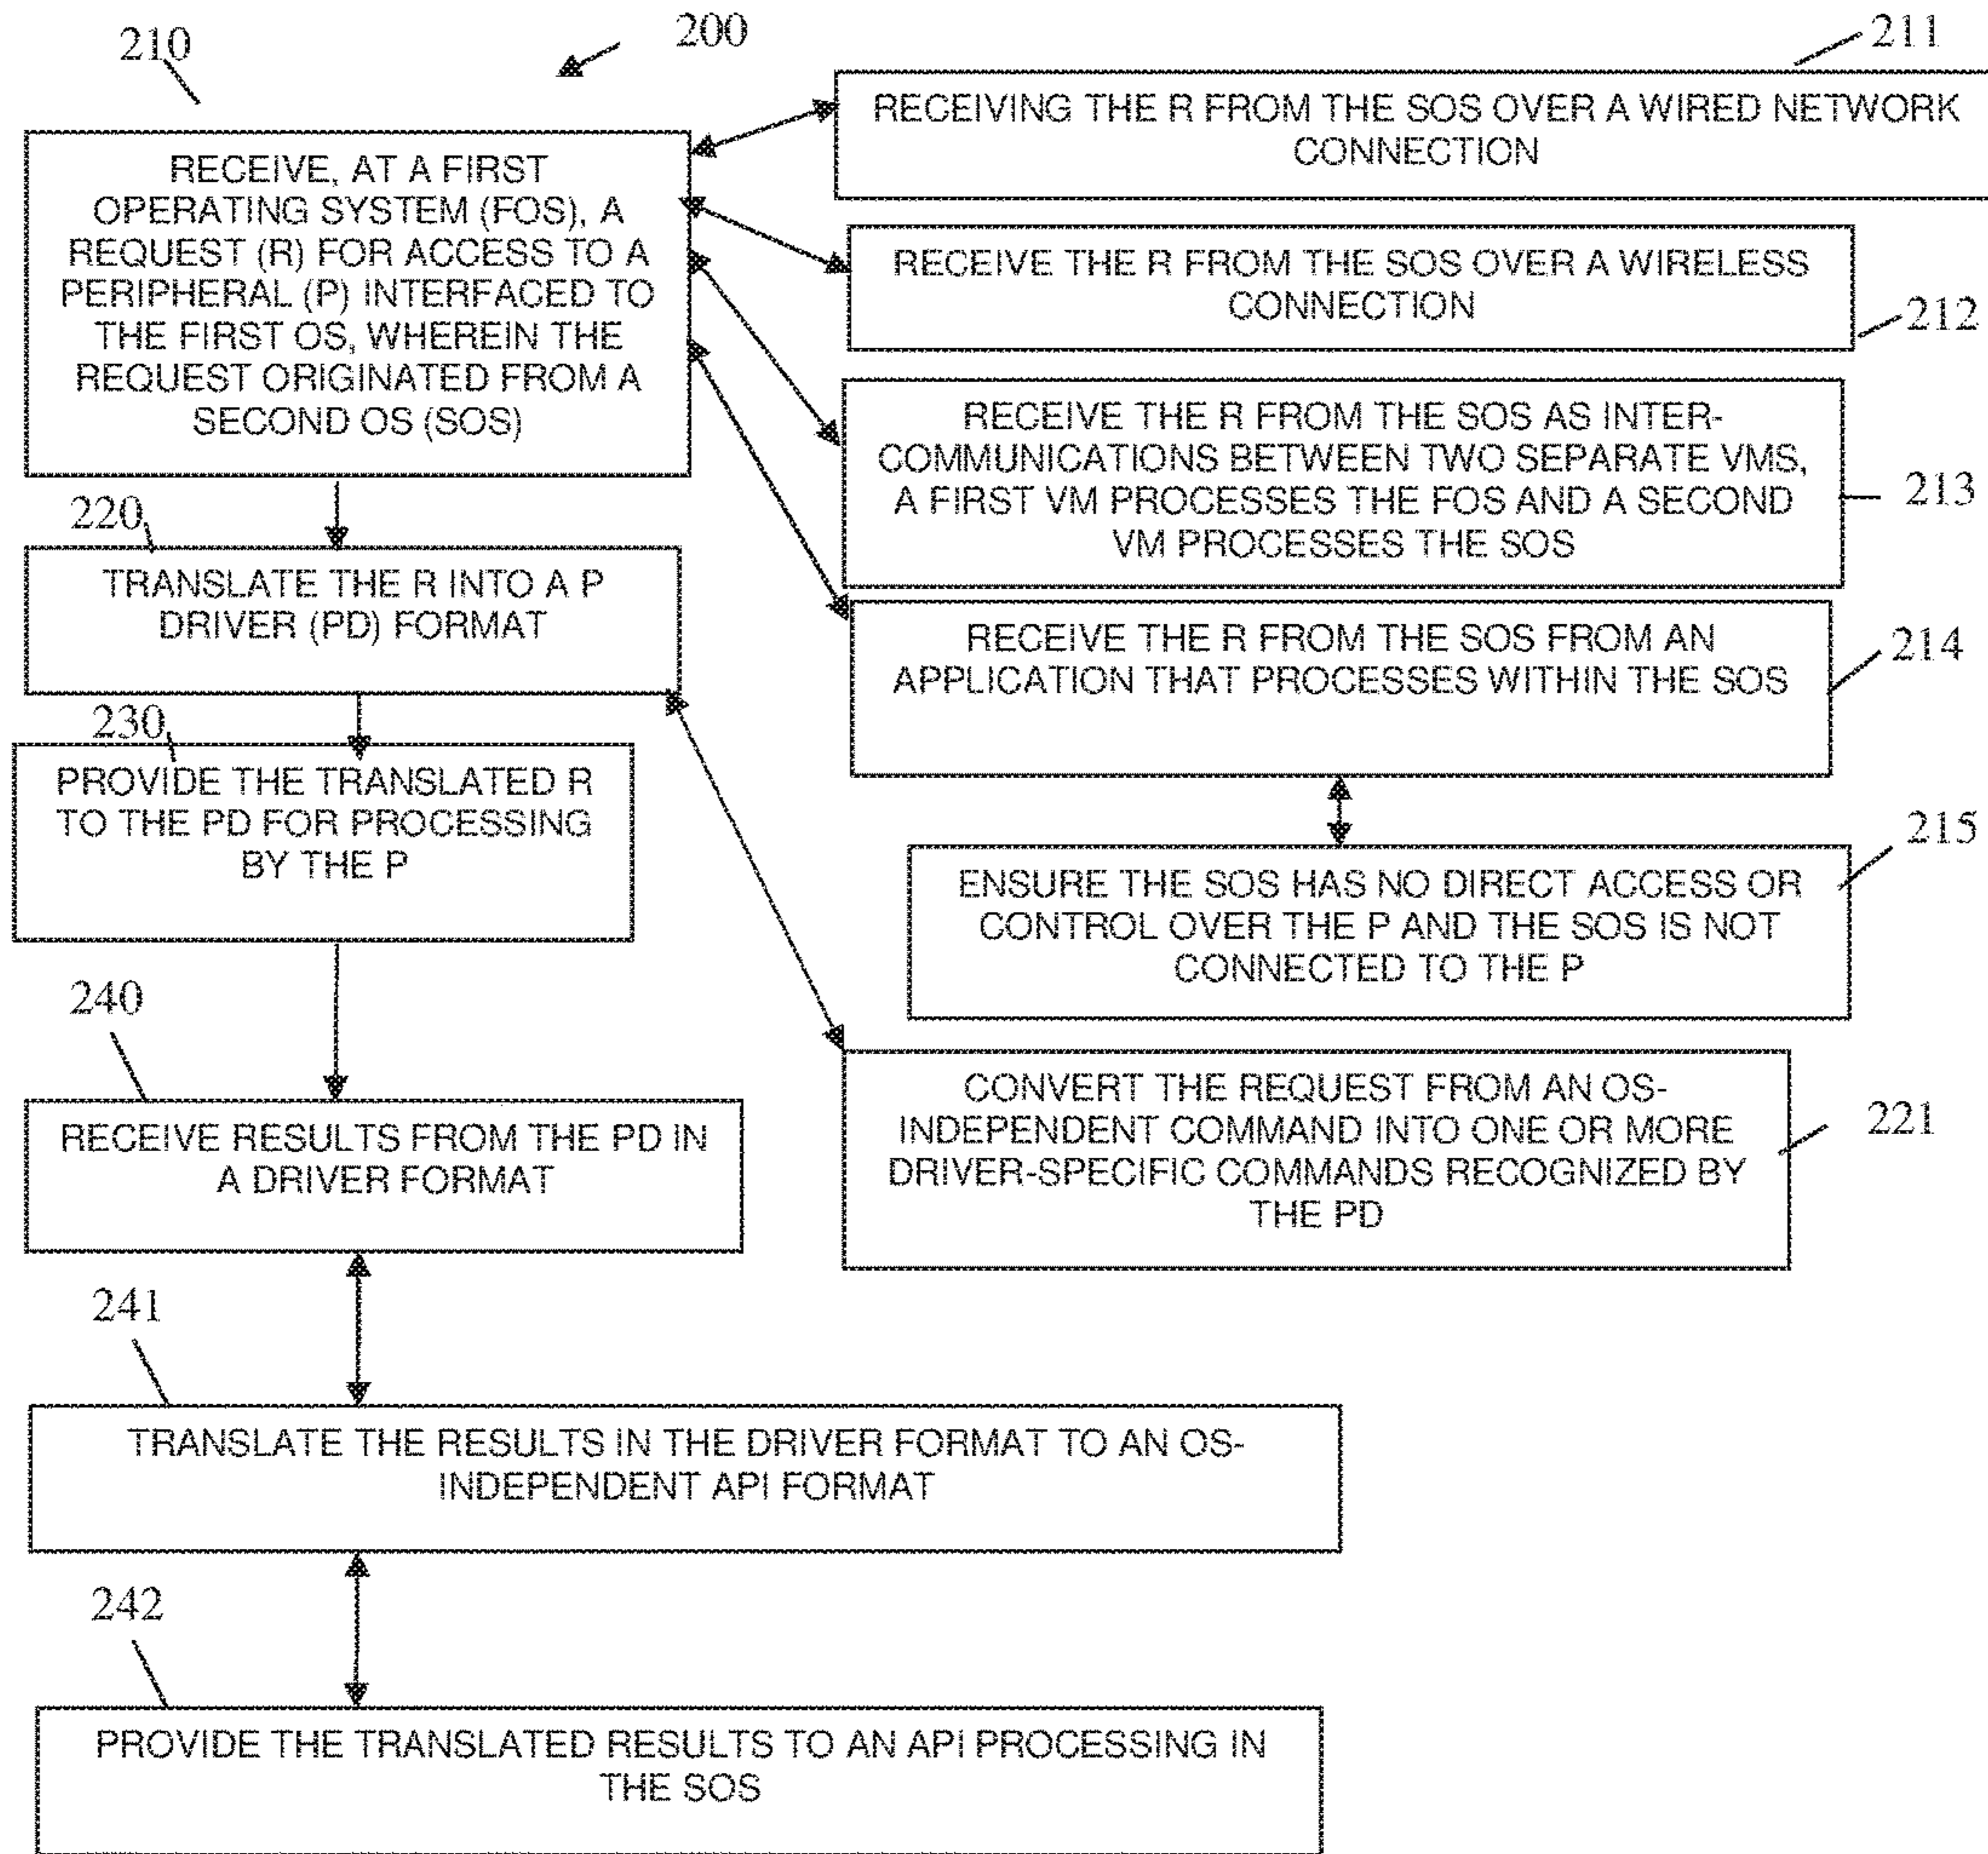 200
210
RECEIVE, AT A FIRST
OPERATING SYSTEM (FOS), A
REQUEST (R) FOR ACCESS TO A
PERIPHERAL (P) INTERFACED TO
THE FIRST OS, WHEREIN THE
REQUEST ORIGINATED FROM A
SECOND OS (SOS)
211
RECEIVING THE R FROM THE SOS OVER A WIRED NETWORK
CONNECTION
RECEIVE THE R FROM THE SOS OVER A WIRELESS
CONNECTION
212
RECEIVE THE R FROM THE SOS AS INTER-
COMMUNICATIONS BETWEEN TWO SEPARATE VMS,
A FIRST VM PROCESSES THE FOS AND A SECOND
VM PROCESSES THE SOS
213
RECEIVE THE R FROM THE SOS FROM AN
APPLICATION THAT PROCESSES WITHIN THE SOS
214
215
ENSURE THE SOS HAS NO DIRECT ACCESS OR
CONTROL OVER THE P AND THE SOS IS NOT
CONNECTED TO THE P
220
TRANSLATE THE R INTO A P
DRIVER (PD) FORMAT
CONVERT THE REQUEST FROM AN OS-
INDEPENDENT COMMAND INTO ONE OR MORE
DRIVER-SPECIFIC COMMANDS RECOGNIZED BY
THE PD
221
230
PROVIDE THE TRANSLATED R
TO THE PD FOR PROCESSING
BY THE P
240
RECEIVE RESULTS FROM THE PD IN
A DRIVER FORMAT
241
TRANSLATE THE RESULTS IN THE DRIVER FORMAT TO AN OS-
INDEPENDENT API FORMAT
242
PROVIDE THE TRANSLATED RESULTS TO AN API PROCESSING IN
THE SOS